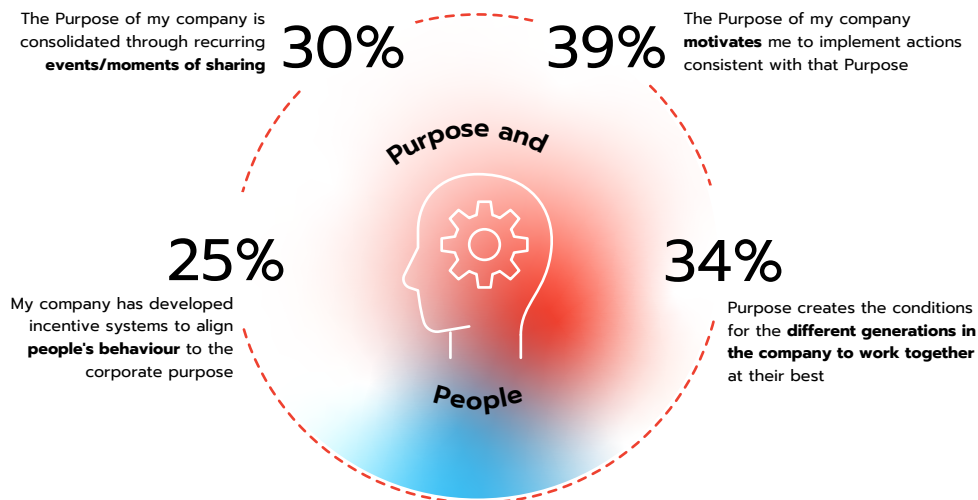 The Purpose of my company is
consolidated through recurring
events/moments of sharing
30%
39%
The Purpose of my company
motivates me to implement actions
consistent with that Purpose
Purpose and
People
25%
My company has developed
incentive systems to align
people's behaviour to the
corporate purpose
34%
Purpose creates the conditions
for the different generations in
the company to work together
at their best